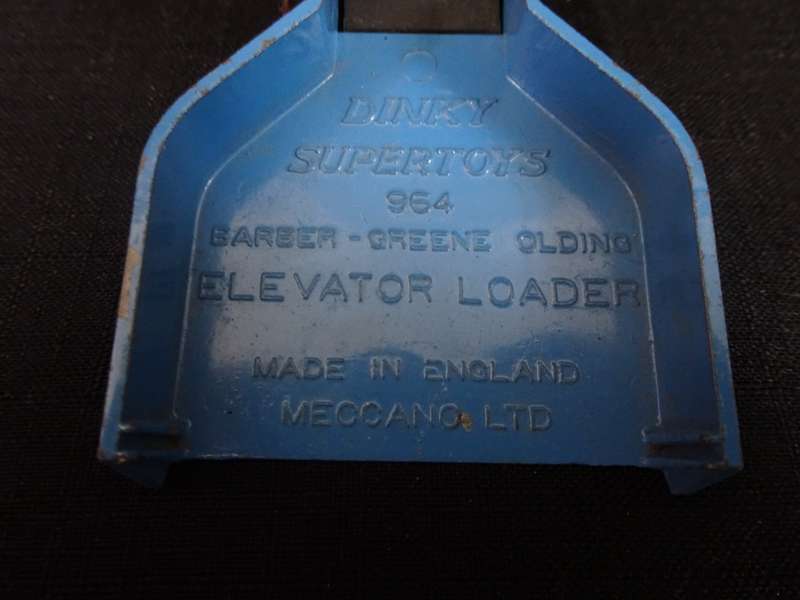 DINKY
SUPERTOYS
964
BARBER - GREENE OLDING
ELEVATOR LOADER
MADE IN ENGLAND
MECCANO LTD